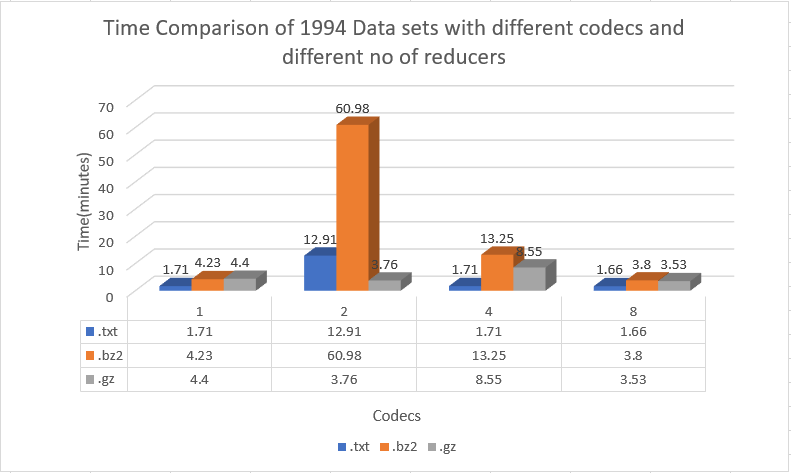 Time Comparison of 1994 Data sets with different codecs and
different no of reducers
Time(minutes)
70
60
50
40
30
20
10
0
1.71 4.23 4.4
12.91 60.98 3.76
1.71 13.25 8.55
1.66 3.8 3.53
1 2 4 8
.txt 1.71 12.91 1.71 1.66
.bz2 4.23 60.98 13.25 3.8
.gz 4.4 3.76 8.55 3.53
Codecs
.txt .bz2 .gz